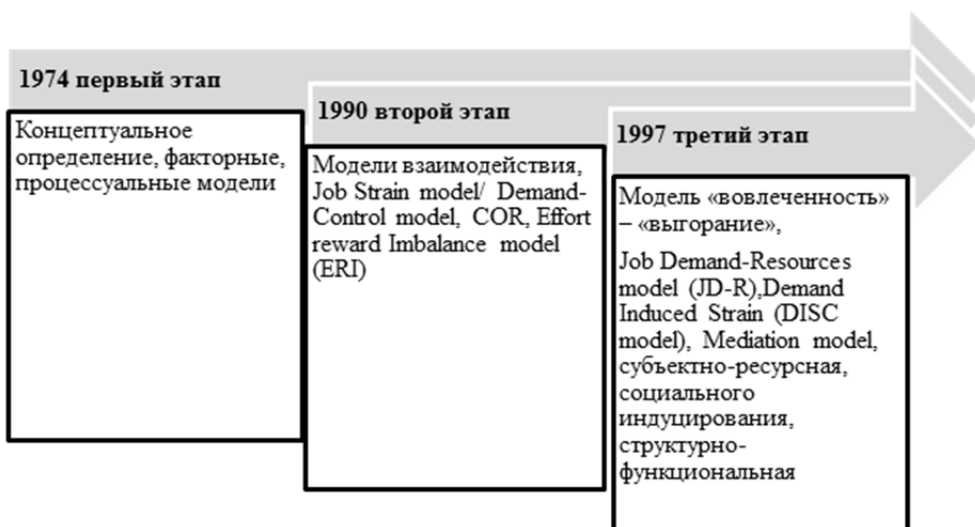 1974 первый этап
Концептуальное
определение, факторные,
процессуальные модели
1990 второй этап
Модели взаимодействия,
Job Strain model/ Demand-
Control model, COR, Effort
reward Imbalance model
(ERI)
1997 третий этап
Модель «вовлеченность»
– «выгорание»,
Job Demand-Resources
model (JD-R),Demand
Induced Strain (DISC
model), Mediation model,
субъектно-ресурсная,
социального
индуцирования,
структурно-
функциональная